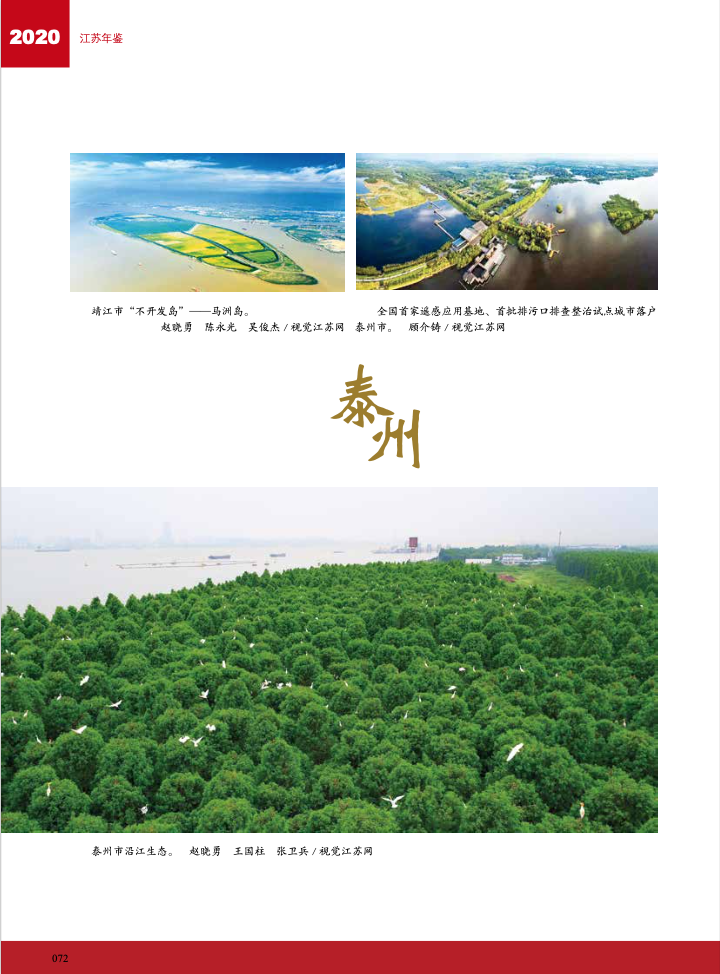 2020
江苏年鉴
靖江市“不开发岛”——马洲岛。
赵晓勇　陈永光　吴俊杰 / 视觉江苏网
全国首家遥感应用基地、首批排污口排查整治试点城市落户
泰州市。　顾介铸 / 视觉江苏网
泰州
泰州市沿江生态。　赵晓勇　王国柱　张卫兵 / 视觉江苏网
072